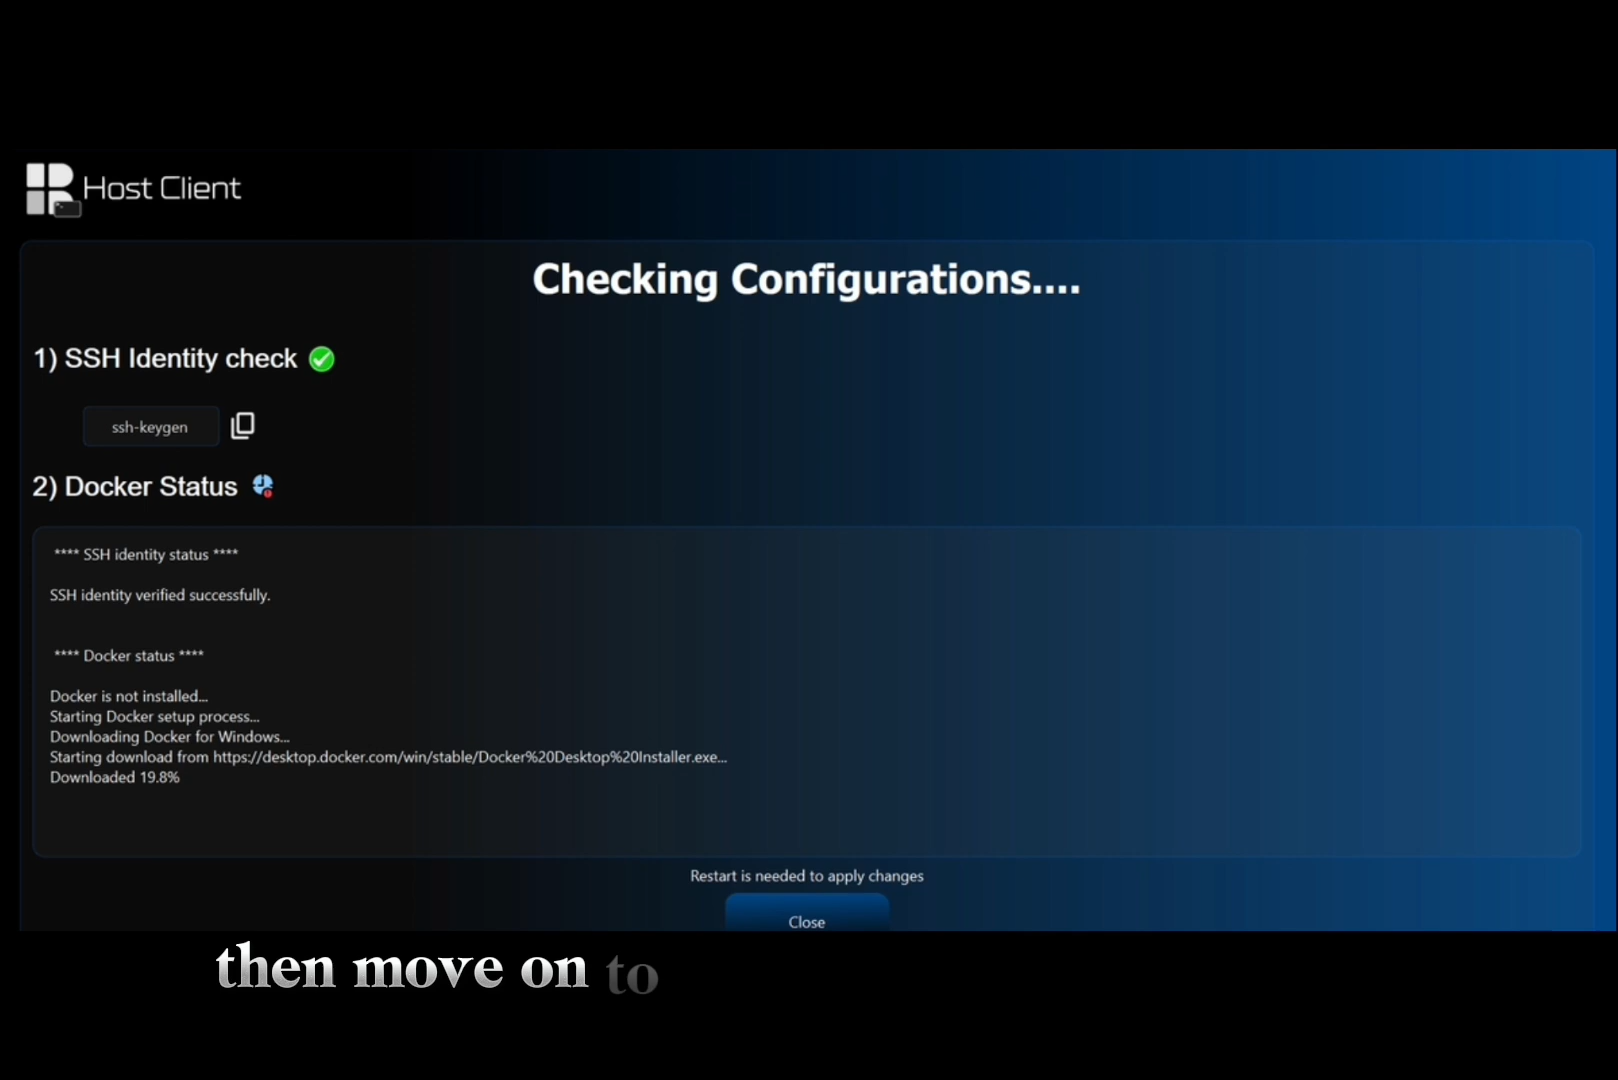 Host Client
Checking Configurations....
1) SSH Identity check
ssh-keygen
2) Docker Status
**** SSH identity status ****
SSH identity verified successfully.
**** Docker status ****
Docker is not installed...
Starting Docker setup process...
Downloading Docker for Windows...
Starting download from https://desktop.docker.com/win/stable/Docker%20Desktop%20Installer.exe...
Downloaded 19.8%
Restart is needed to apply changes
Close
then move on to